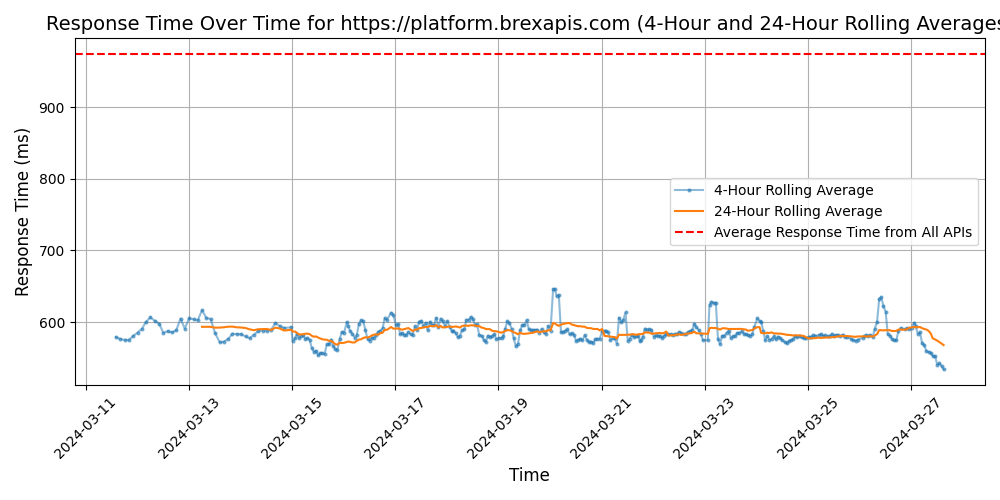 Response Time Over Time for https://platform.brexapis.com (4-Hour and 24-Hour Rolling Averages
Response Time (ms)
900
800
700
600
4-Hour Rolling Average
24-Hour Rolling Average
Average Response Time from All APIs
2024-03-11
2024-03-13
2024-03-15
2024-03-17
2024-03-19
2024-03-21
2024-03-23
2024-03-25
2024-03-27
Time